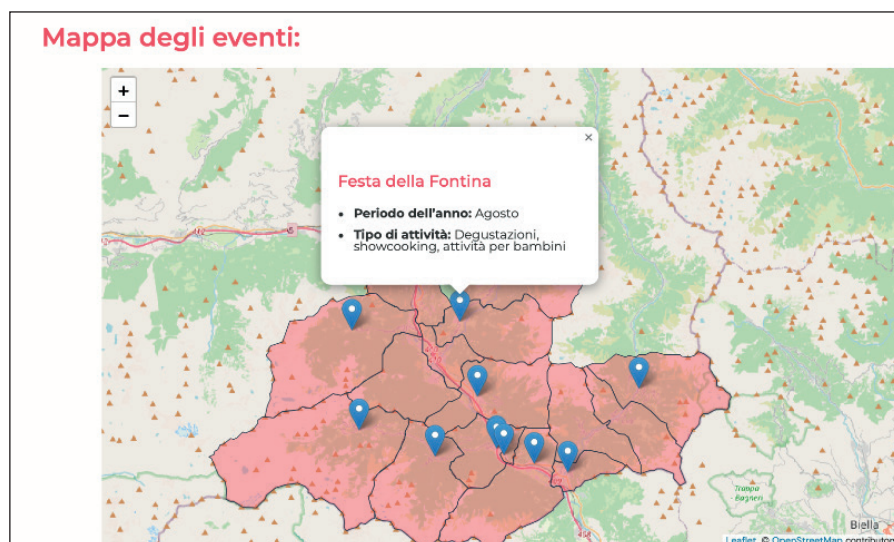 Mappa degli eventi:
+
−
×
Festa della Fontina
• Periodo dell'anno: Agosto
• Tipo di attività: Degustazioni,
showcooking, attività per bambini
Biella
Leaflet, © OpenStreetMap contributors